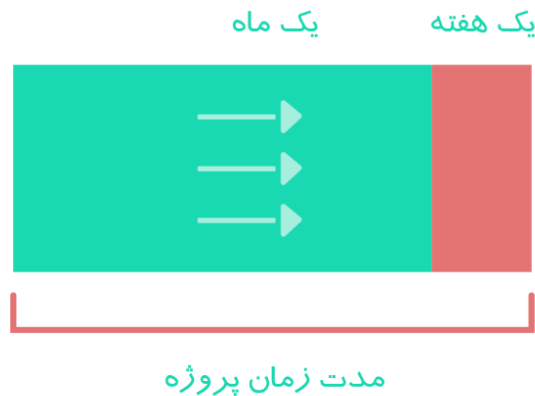 یک هفته
یک ماه
مدت زمان پروژه